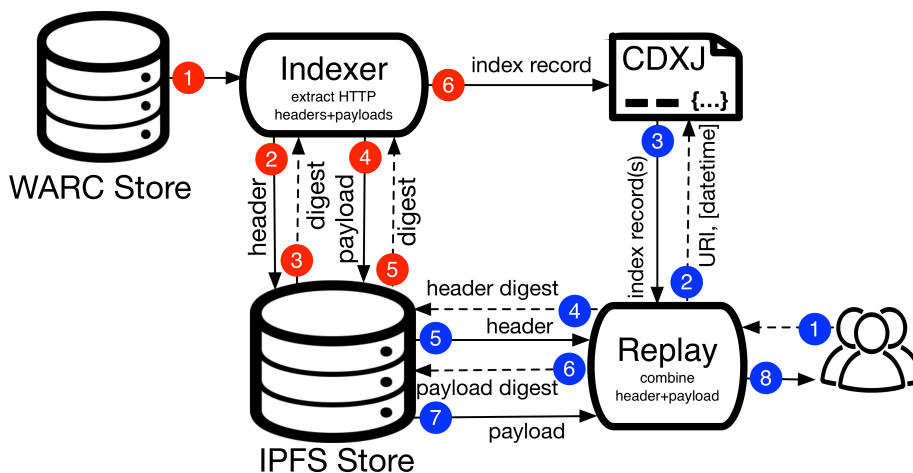 1
Indexer
extract HTTP
headers+payloads
6
index record
CDXJ
{...}
WARC Store
2
header
3
digest
4
payload
5
digest
3
index record(s)
2
URI, [datetime]
header digest
4
5
header
6
payload digest
7
payload
IPFS Store
Replay
combine
header+payload
1
8